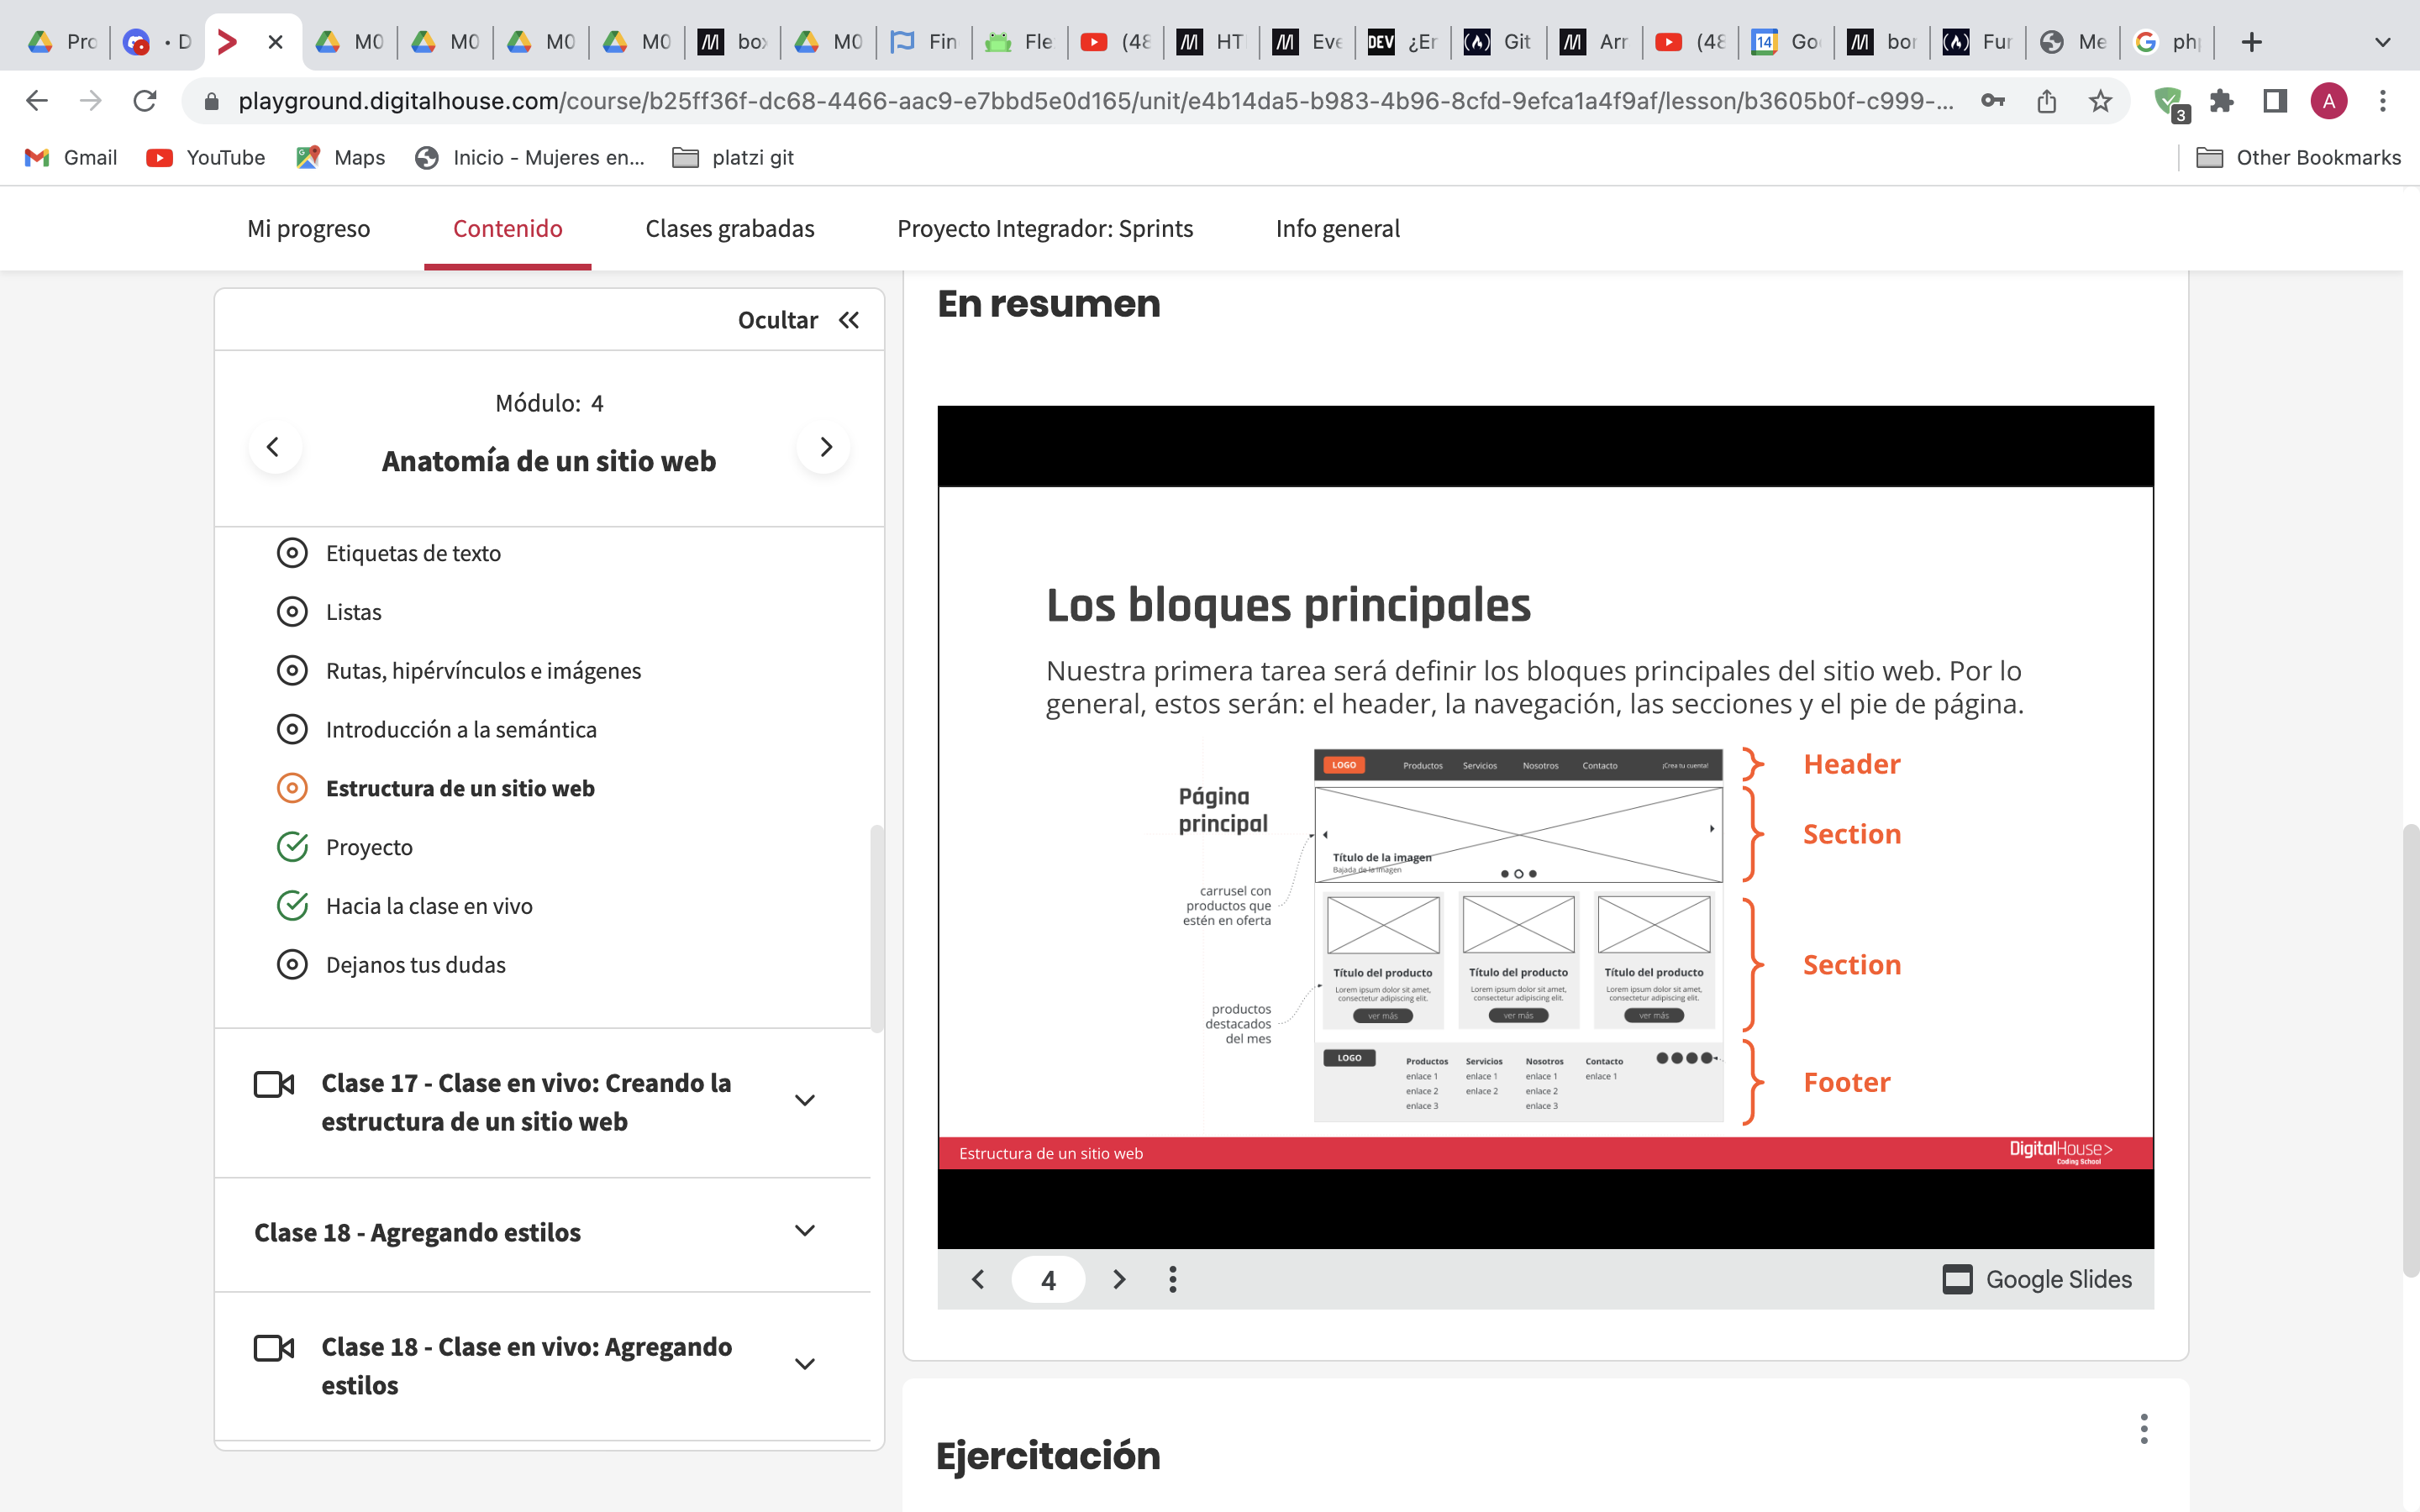 Pro
D
M0
M0
M0
M0
box
M0
Fin
Fle
(48
HT
Eve
DEV
¿Er
Git
Arr
(48
14
Go
bor
Fur
Me
php
playground.digitalhouse.com/course/b25ff36f-dc68-4466-aac9-e7bbd5e0d165/unit/e4b14da5-b983-4b96-8cfd-9efca1a4f9af/lesson/b3605b0f-c999-...
3
A
Gmail
YouTube
Maps
Inicio - Mujeres en...
platzi git
Other Bookmarks
Mi progreso
Contenido
Clases grabadas
Proyecto Integrador: Sprints
Info general
Ocultar
Módulo: 4
Anatomía de un sitio web
Etiquetas de texto
Listas
Rutas, hipérvínculos e imágenes
Introducción a la semántica
Estructura de un sitio web
Proyecto
Hacia la clase en vivo
Dejanos tus dudas
Clase 17 - Clase en vivo: Creando la
estructura de un sitio web
Clase 18 - Agregando estilos
Clase 18 - Clase en vivo: Agregando
estilos
En resumen
Los bloques principales
Nuestra primera tarea será definir los bloques principales del sitio web. Por lo
general, estos serán: el header, la navegación, las secciones y el pie de página.
Página
principal
carrusel con
productos que
estén en oferta
productos
destacados
del mes
LOGO Productos Servicios Nosotros Contacto ¡Crea tu cuenta!
Título de la imagen
Bajada de la imagen
Título del producto
Lorem ipsum dolor sit amet,
consectetur adipiscing elit.
ver más
Título del producto
Lorem ipsum dolor sit amet,
consectetur adipiscing elit.
ver más
Título del producto
Lorem ipsum dolor sit amet,
consectetur adipiscing elit.
ver más
LOGO
Productos
enlace 1
enlace 2
enlace 3
Servicios
enlace 1
enlace 2
Nosotros
enlace 1
enlace 2
enlace 3
Contacto
enlace 1
Header
Section
Section
Footer
Estructura de un sitio web
DigitalHouse>
Coding School
4
Google Slides
Ejercitación